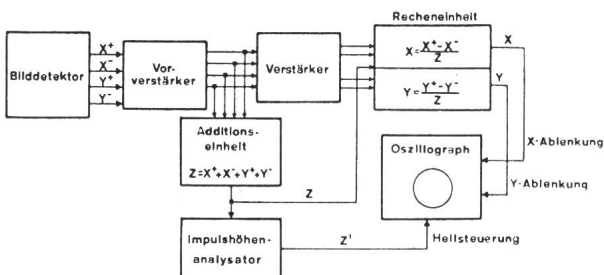 Recheneinheit
X⁺
X⁻
Y⁺
Y⁻
Bilddetektor
Vor-
verstärker
Verstärker
X=X⁺-X⁻/Z
Y=Y⁺-Y⁻/Z
X
Y
Additions-
einheit
Z=X⁺+X⁻+Y⁺+Y⁻
Oszillograph
X-Ablenkung
Y-Ablenkung
Z
Impulshöhen-
analysator
Z'
Hellsteuerung